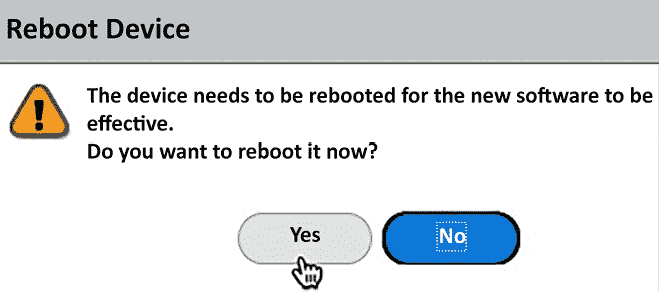 Reboot Device
The device needs to be rebooted for the new software to be
effective.
Do you want to reboot it now?
Yes
No